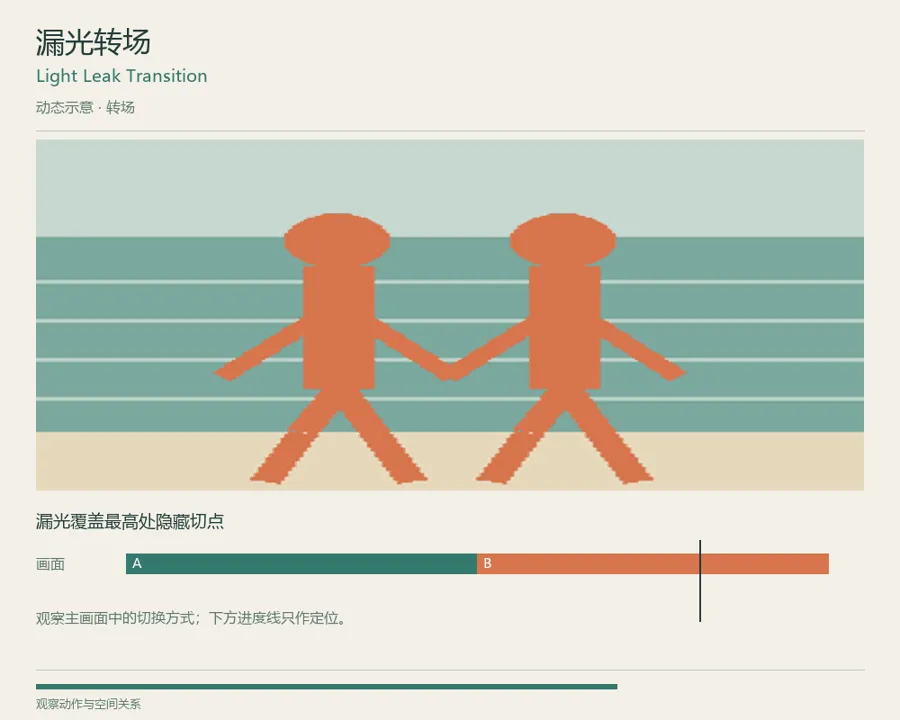 漏光转场
Light Leak Transition
动态示意 · 转场
漏光覆盖最高处隐藏切点
画面 A B
观察主画面中的切换方式；下方进度线只作定位。
观察动作与空间关系